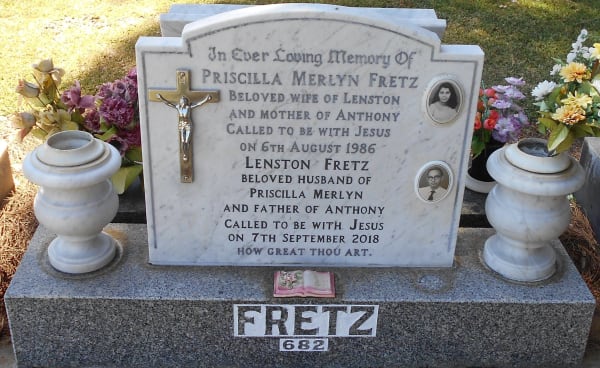 In Ever Loving Memory Of
PRISCILLA MERLYN FRETZ
BELOVED WIFE OF LENSTON
AND MOTHER OF ANTHONY
CALLED TO BE WITH JESUS
ON 6TH AUGUST 1986
LENSTON FRETZ
BELOVED HUSBAND OF
PRISCILLA MERLYN
AND FATHER OF ANTHONY
CALLED TO BE WITH JESUS
ON 7TH SEPTEMBER 2018
HOW GREAT THOU ART.
FRETZ
682